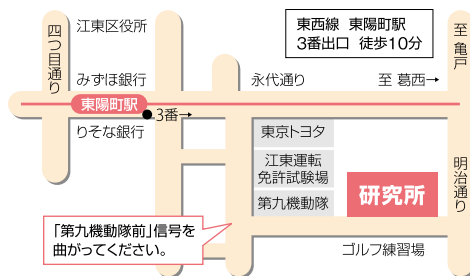 四つ目通り
江東区役所
東西線 東陽町駅
3番出口 徒歩10分
至 亀戸
みずほ銀行
永代通り
至 葛西→
東陽町駅
3番→
りそな銀行
東京トヨタ
江東運転
免許試験場
第九機動隊
研究所
明治通り
「第九機動隊前」信号を
曲がってください。
ゴルフ練習場